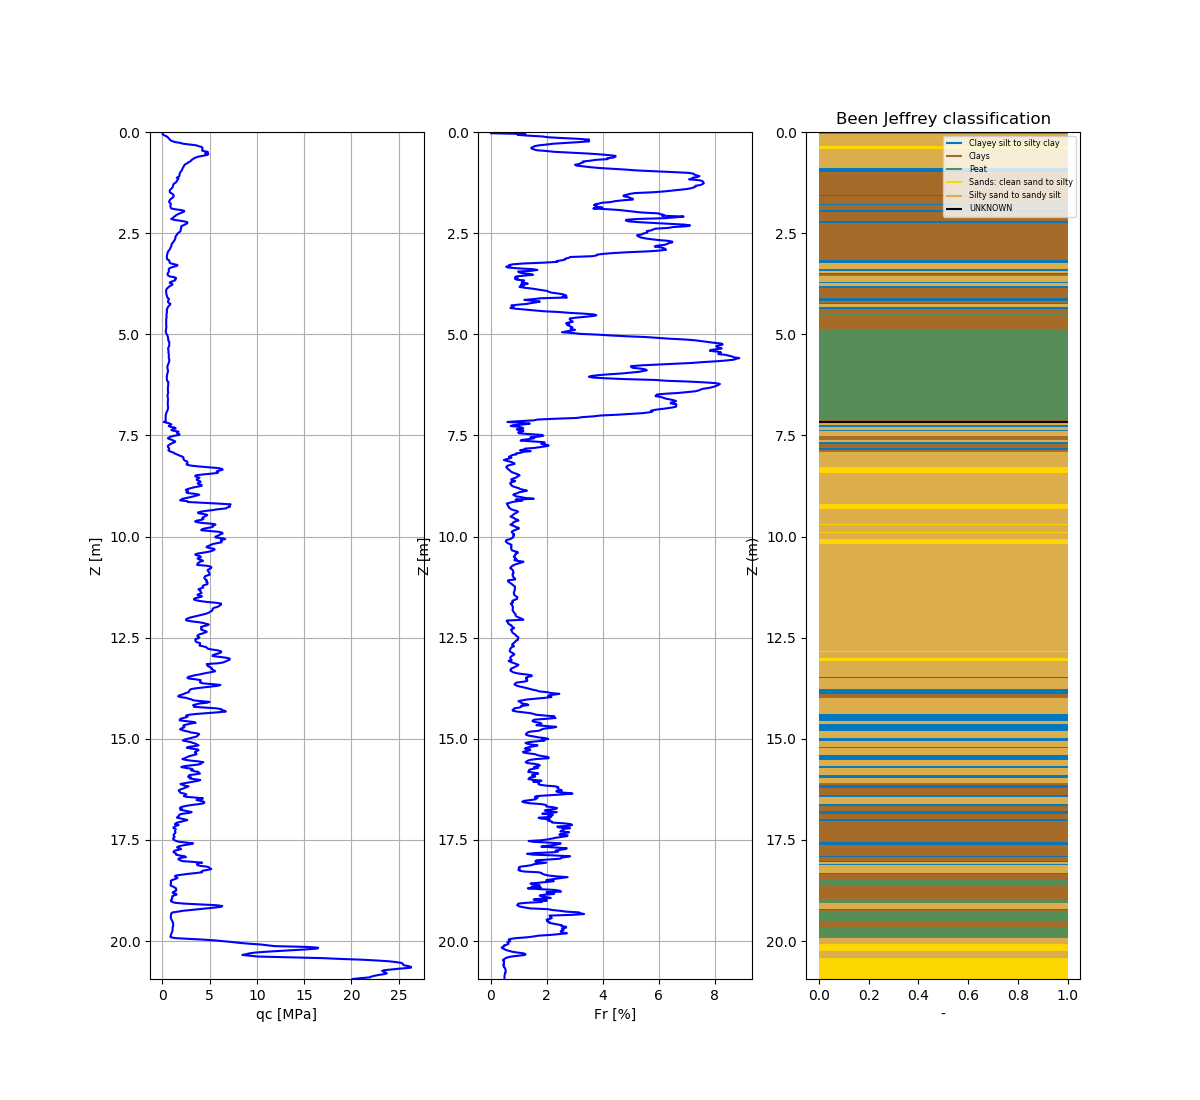 Been Jeffrey classification
0.0
2.5
5.0
7.5
10.0
12.5
15.0
17.5
20.0
Z [m]
0 5 10 15 20 25
qc [MPa]
0.0
2.5
5.0
7.5
10.0
12.5
15.0
17.5
20.0
Z [m]
0 2 4 6 8
Fr [%]
0.0
2.5
5.0
7.5
10.0
12.5
15.0
17.5
20.0
Z (m)
Clayey silt to silty clay
Clays
Peat
Sands: clean sand to silty
Silty sand to sandy silt
UNKNOWN
0.0 0.2 0.4 0.6 0.8 1.0
-